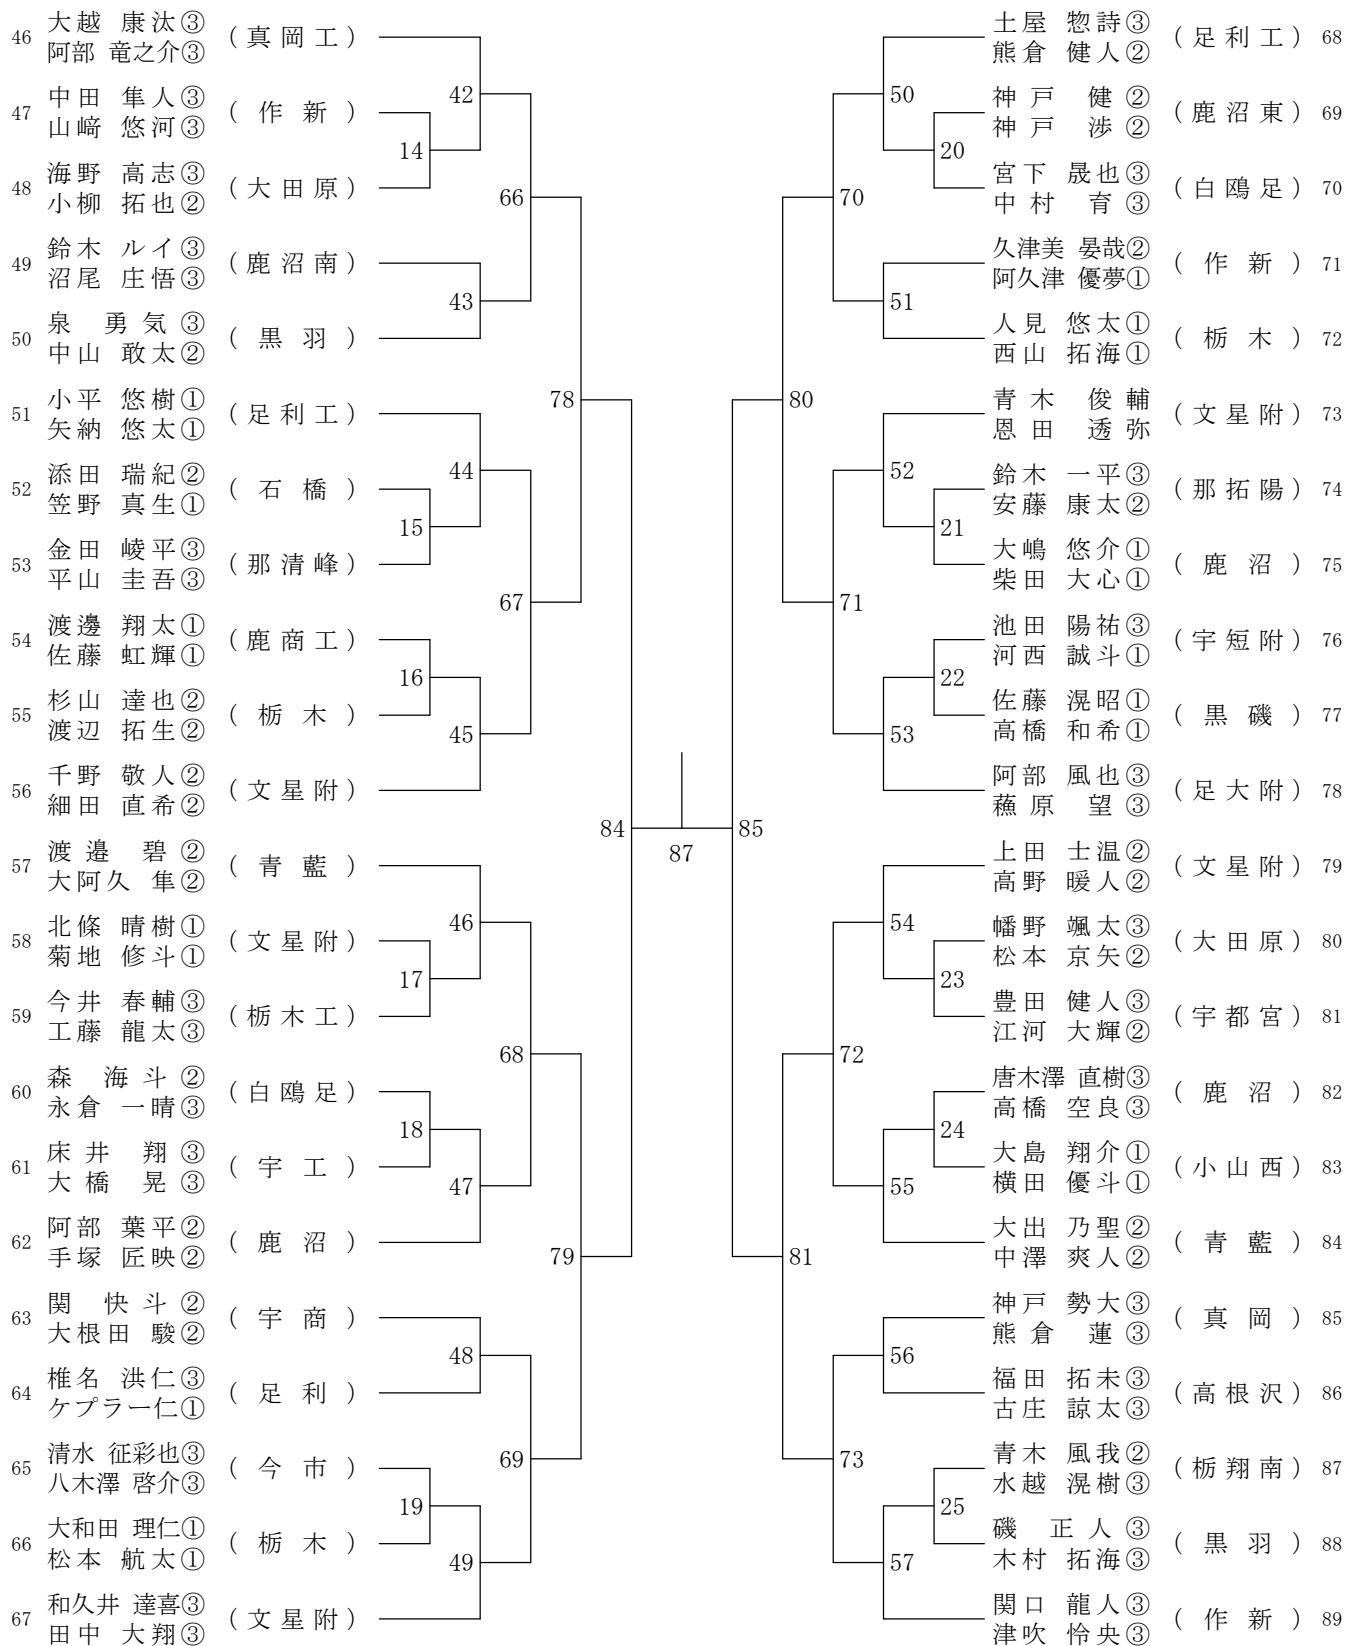 46 大越 康汰③ 阿部 竜之介③ (真岡工)
47 中田 隼人③ 山﨑 悠河③ (作新)
48 海野 高志③ 小柳 拓也② (大田原)
49 鈴木 ルイ③ 沼尾 庄悟③ (鹿沼南)
50 泉 勇気③ 中山 敢太② (黒羽)
51 小平 悠樹① 矢納 悠太① (足利工)
52 添田 瑞紀② 笠野 真生① (石橋)
53 金田 崚平③ 平山 圭吾③ (那清峰)
54 渡邊 翔太① 佐藤 虹輝① (鹿商工)
55 杉山 達也② 渡辺 拓生② (栃木)
56 千野 敬人② 細田 直希② (文星附)
57 渡邉 碧② 大阿久 隼② (青藍)
58 北條 晴樹① 菊地 修斗① (文星附)
59 今井 春輔③ 工藤 龍太③ (栃木工)
60 森 海斗② 永倉 一晴③ (白鴎足)
61 床井 翔③ 大橋 晃③ (宇工)
62 阿部 葉平② 手塚 匠映② (鹿沼)
63 関 快斗② 大根田 駿② (宇商)
64 椎名 洪仁③ ケプラー仁① (足利)
65 清水 征彩也③ 八木澤 啓介③ (今市)
66 大和田 理仁① 松本 航太① (栃木)
67 和久井 達喜③ 田中 大翔③ (文星附)
42
14
66
43
78
44
15
67
16
45
84
46
17
68
18
47
79
48
69
19
49
87
50
20
70
51
80
52
21
71
22
53
85
54
23
72
24
55
81
56
73
25
57
土屋 惣詩③ 熊倉 健人② (足利工) 68
神戸 健② 神戸 渉② (鹿沼東) 69
宮下 晟也③ 中村 育③ (白鴎足) 70
久津美 晏哉② 阿久津 優夢① (作新) 71
人見 悠太① 西山 拓海① (栃木) 72
青木 俊輔 恩田 透弥 (文星附) 73
鈴木 一平③ 安藤 康太② (那拓陽) 74
大嶋 悠介① 柴田 大心① (鹿沼) 75
池田 陽祐③ 河西 誠斗① (宇短附) 76
佐藤 滉昭① 高橋 和希① (黒磯) 77
阿部 風也③ 蘓原 望③ (足大附) 78
上田 士温② 高野 暖人② (文星附) 79
幡野 颯太③ 松本 京矢② (大田原) 80
豊田 健人③ 江河 大輝② (宇都宮) 81
唐木澤 直樹③ 高橋 空良③ (鹿沼) 82
大島 翔介① 横田 優斗① (小山西) 83
大出 乃聖② 中澤 爽人② (青藍) 84
神戸 勢大③ 熊倉 蓮③ (真岡) 85
福田 拓未③ 古庄 諒太③ (高根沢) 86
青木 風我② 水越 滉樹③ (栃翔南) 87
磯 正人③ 木村 拓海③ (黒羽) 88
関口 龍人③ 津吹 怜央③ (作新) 89